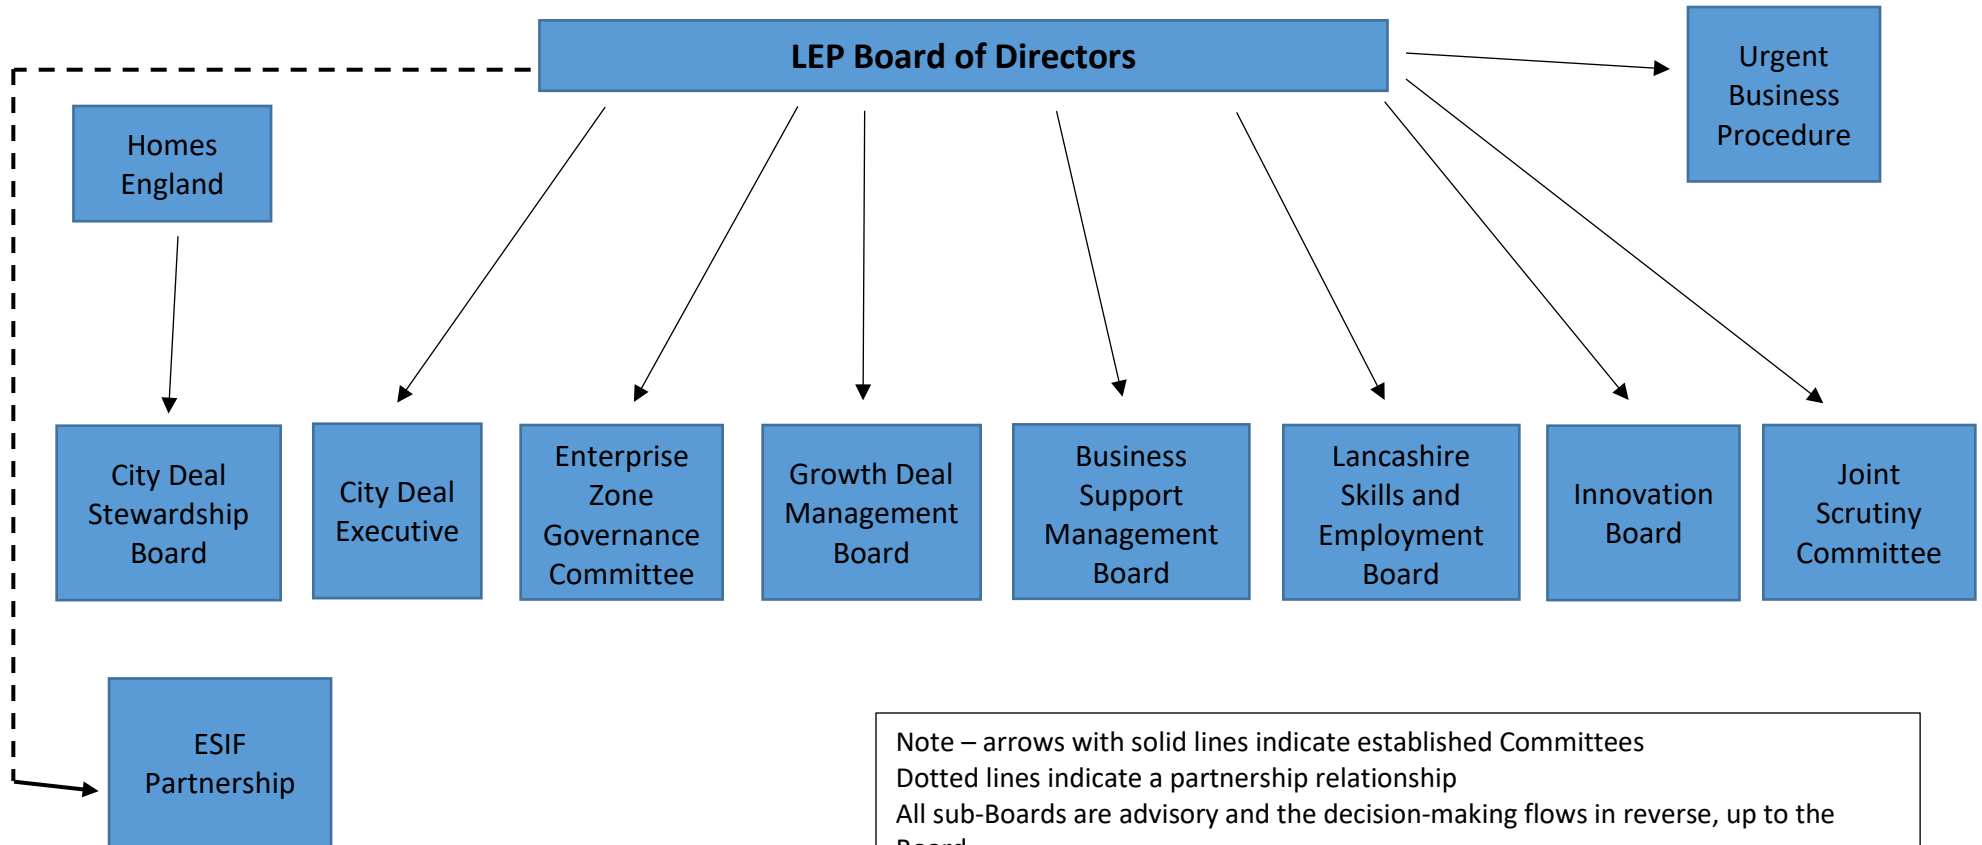 LEP Board of Directors
Urgent
Business
Procedure
Homes
England
City Deal
Stewardship
Board
City Deal
Executive
Enterprise
Zone
Governance
Committee
Growth Deal
Management
Board
Business
Support
Management
Board
Lancashire
Skills and
Employment
Board
Innovation
Board
Joint
Scrutiny
Committee
ESIF
Partnership
Note – arrows with solid lines indicate established Committees
Dotted lines indicate a partnership relationship
All sub-Boards are advisory and the decision-making flows in reverse, up to the
Board